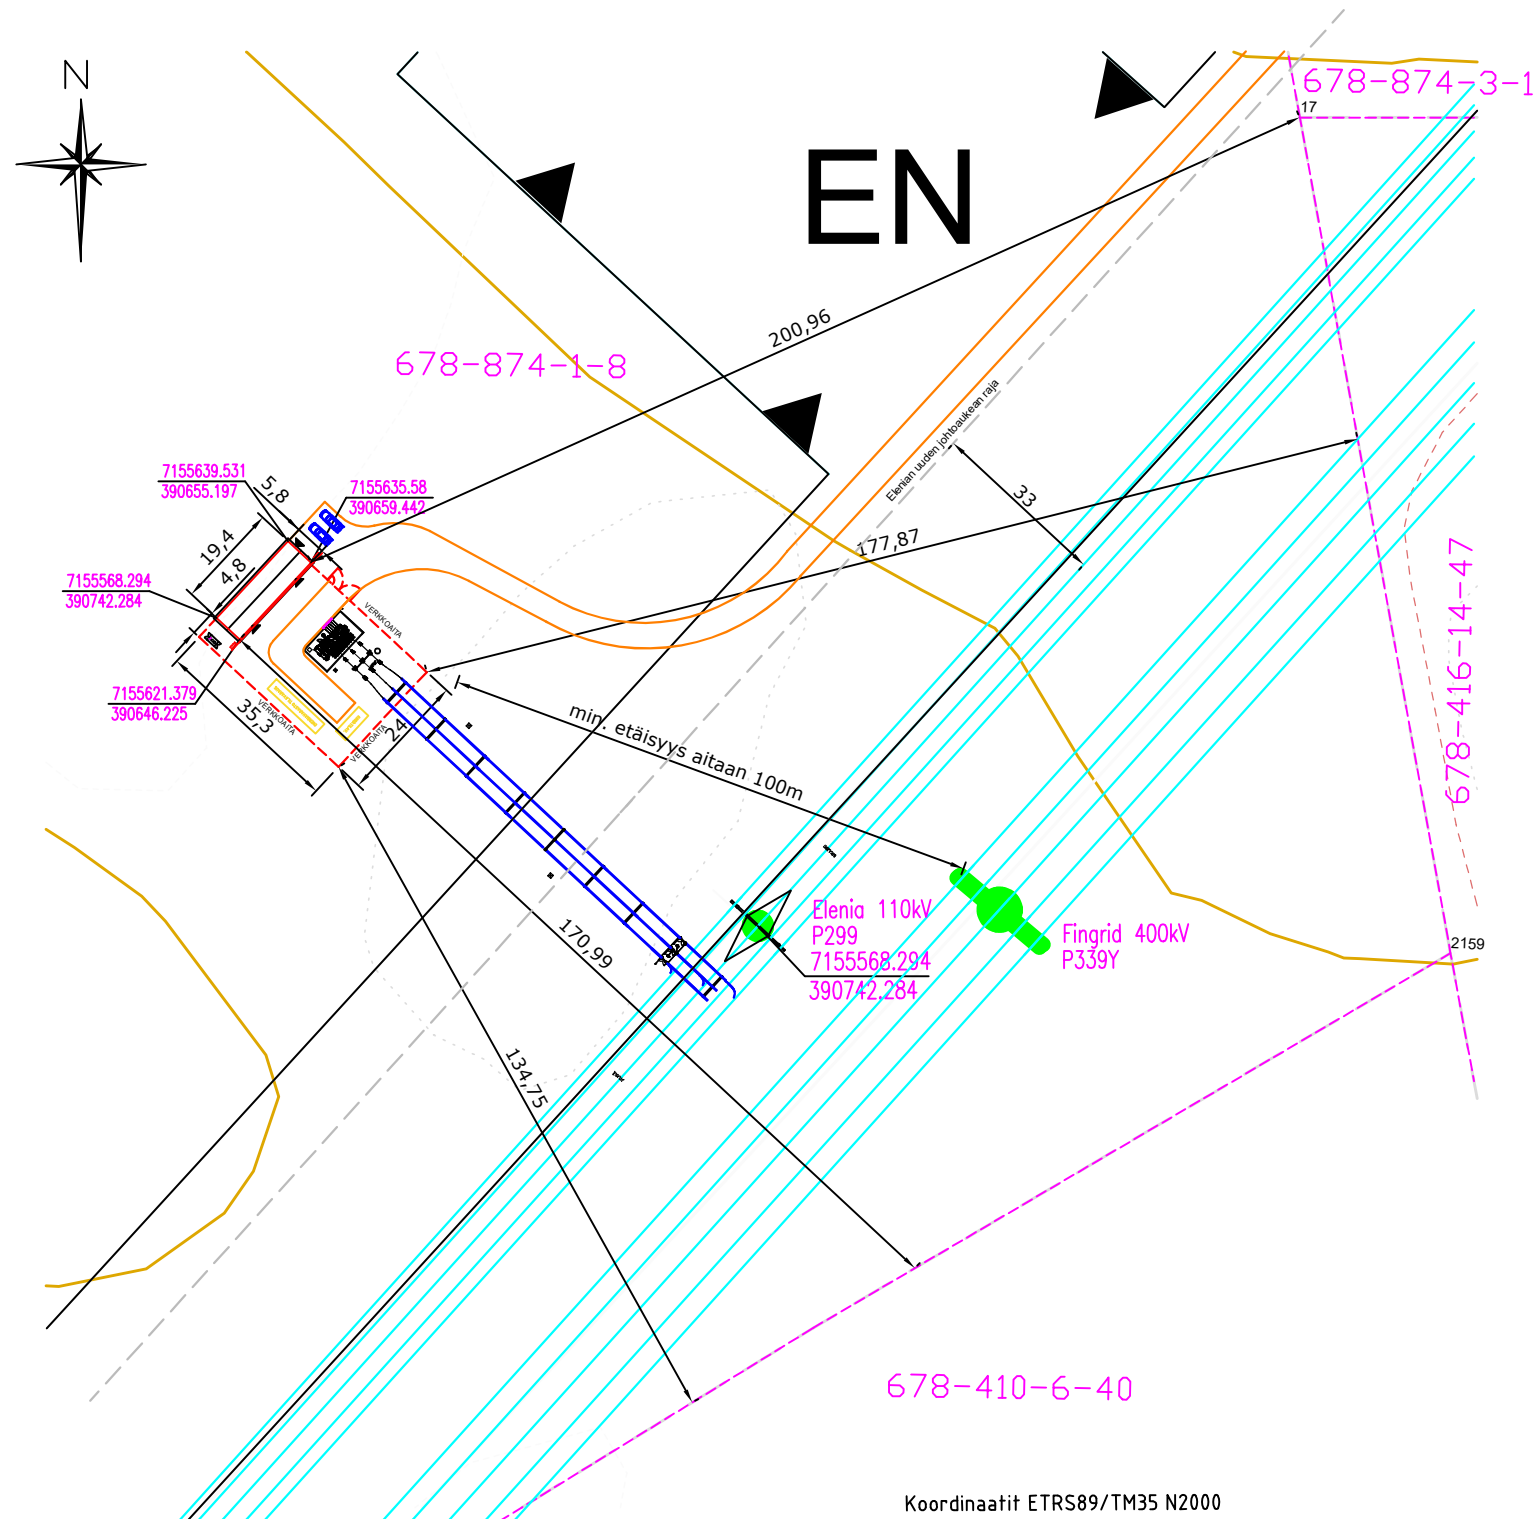 N
678-874-3-1
17
EN
200,96
678-874-1-8
Elenian uuden johtoaukean raja
33
177,87
7155639.531
390655.197
5,8
7155635.58
390659.442
19,4
4,8
7155568.294
390742.284
VERKKOAITA
678-416-14-47
7155621.379
390646.225
35,3
VERKKOAITA
VERKKOAITA
24
min. etäisyys aitaan 100m
Elenia 110kV
P299
7155568.294
390742.284
Fingrid 400kV
P339Y
2159
170,99
134,75
678-410-6-40
Koordinaatit ETRS89/TM35 N2000